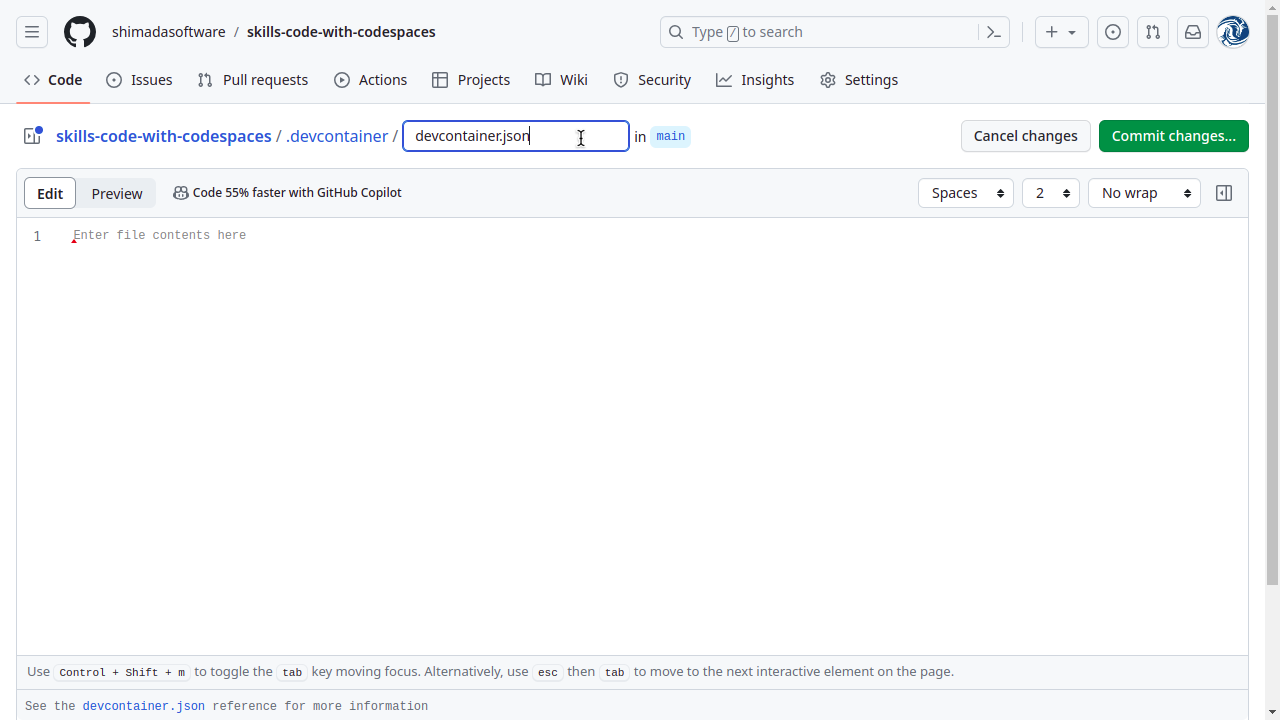 shimadasoftware / skills-code-with-codespaces
Type / to search
Code Issues Pull requests Actions Projects Wiki Security Insights Settings
skills-code-with-codespaces / .devcontainer / devcontainer.json in main
Cancel changes Commit changes...
Edit Preview Code 55% faster with GitHub Copilot Spaces 2 No wrap
1 Enter file contents here
Use Control + Shift + m to toggle the tab key moving focus. Alternatively, use esc then tab to move to the next interactive element on the page.
See the devcontainer.json reference for more information